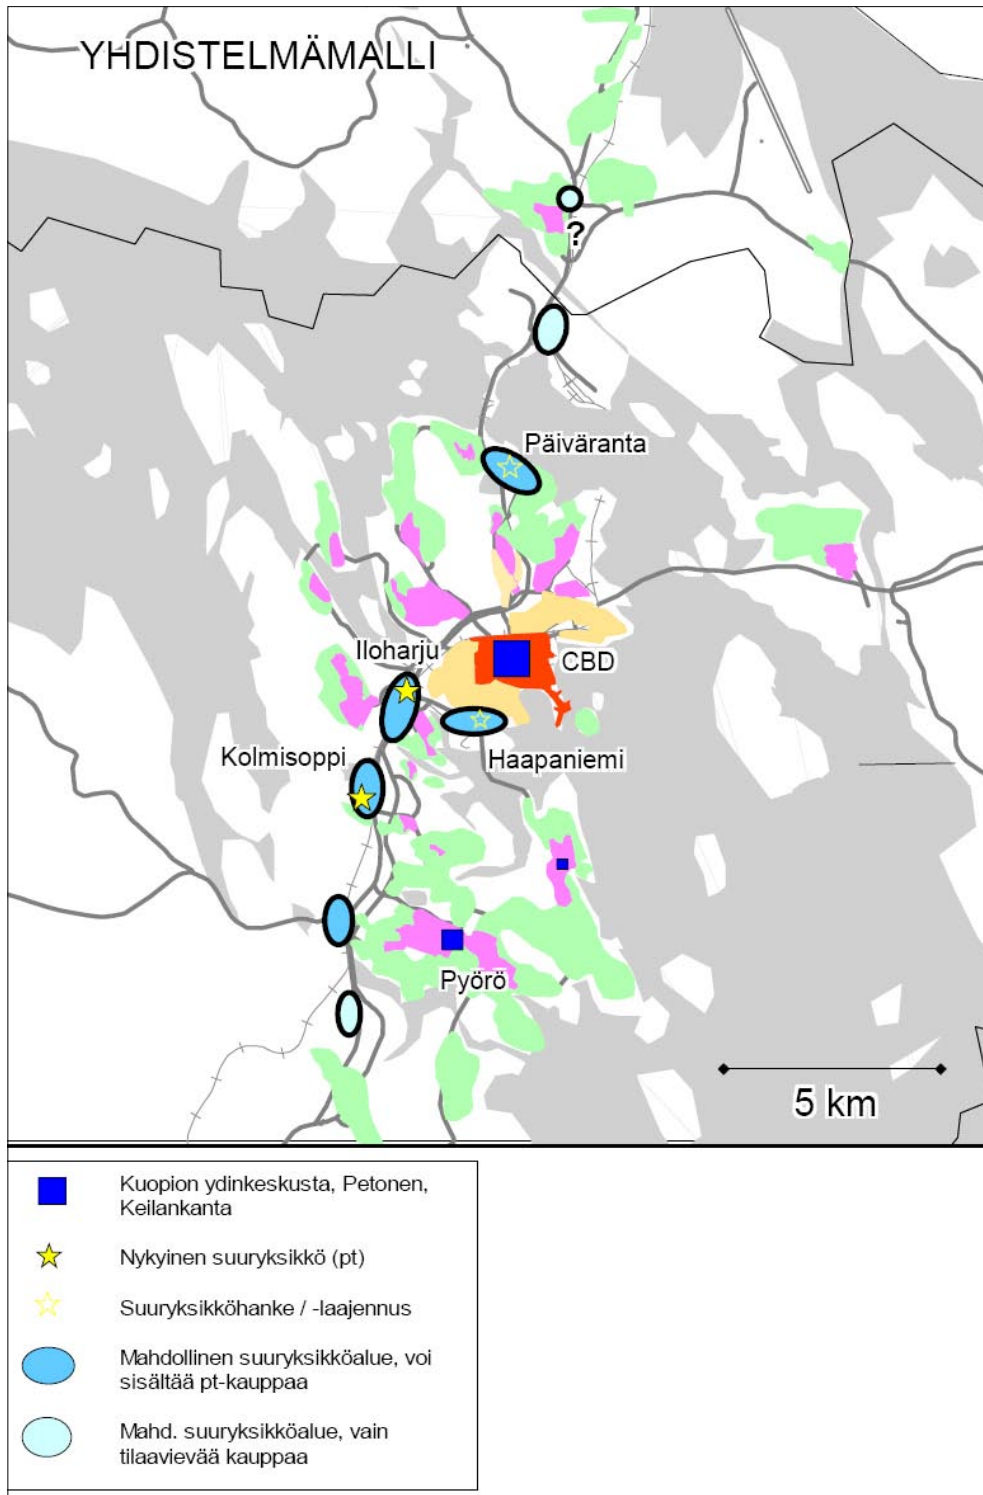 YHDISTELMÄMALLI
?
Päiväranta
Iloharju
CBD
Kolmisoppi
Haapaniemi
Pyörö
5 km
Kuopion ydinkeskusta, Petonen,
Keilankanta
Nykyinen suuryksikkö (pt)
Suuryksikköhanke / -laajennus
Mahdollinen suuryksikköalue, voi
sisältää pt-kauppaa
Mahd. suuryksikköalue, vain
tilaavievää kauppaa